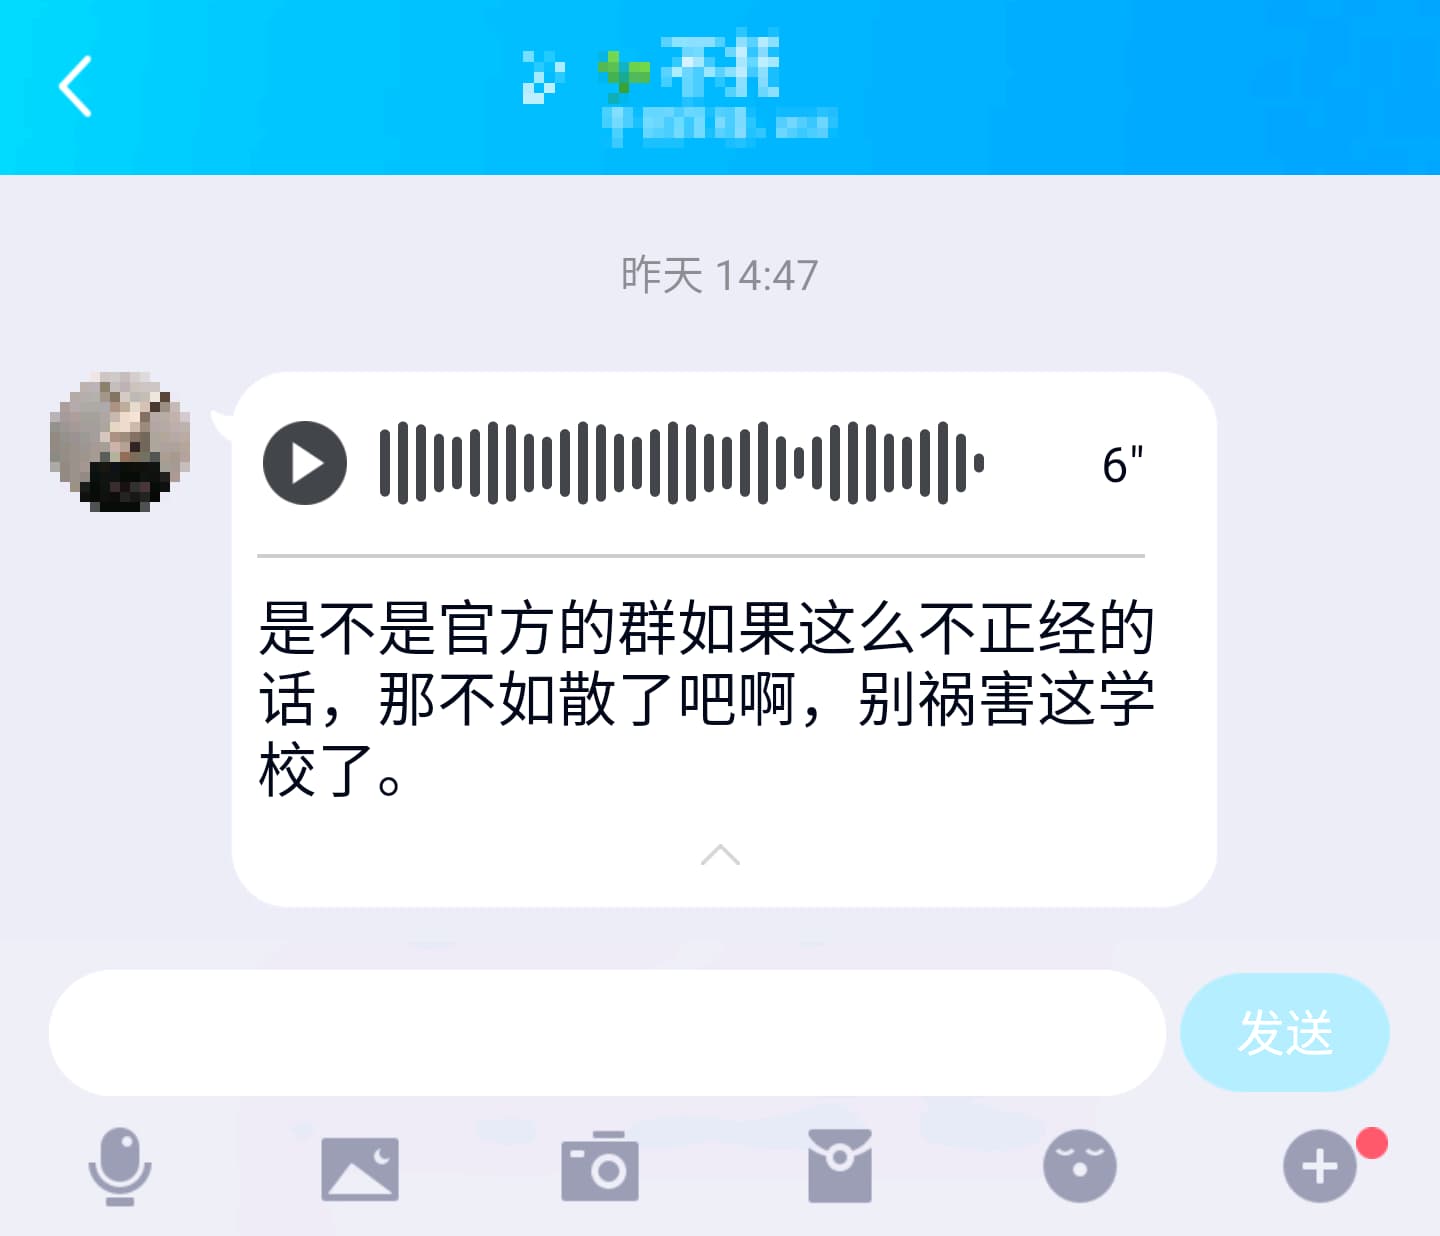 昨天 14:47
6"
是不是官方的群如果这么不正经的
话，那不如散了吧啊，别祸害这学
校了。
发送